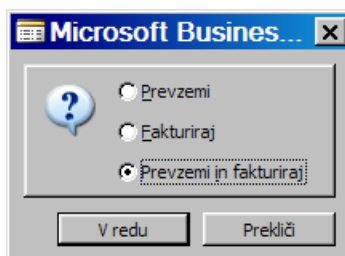 Microsoft Busines...
Prevzemi
Fakturiraj
Prevzemi in fakturiraj
V redu
Prekliči